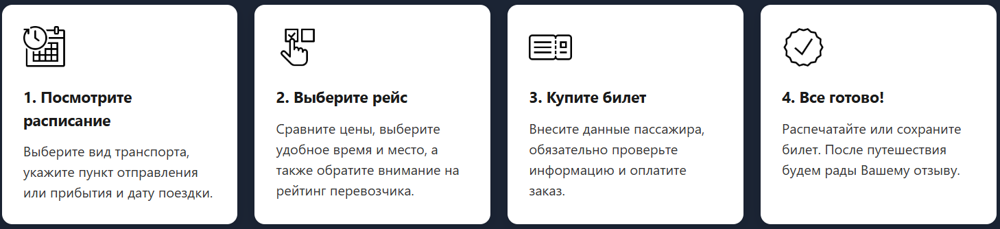 1. Посмотрите
расписание
Выберите вид транспорта,
укажите пункт отправления
или прибытия и дату поездки.
2. Выберите рейс
Сравните цены, выберите
удобное время и место, а
также обратите внимание на
рейтинг перевозчика.
3. Купите билет
Внесите данные пассажира,
обязательно проверьте
информацию и оплатите
заказ.
4. Все готово!
Распечатайте или сохраните
билет. После путешествия
будем рады Вашему отзыву.